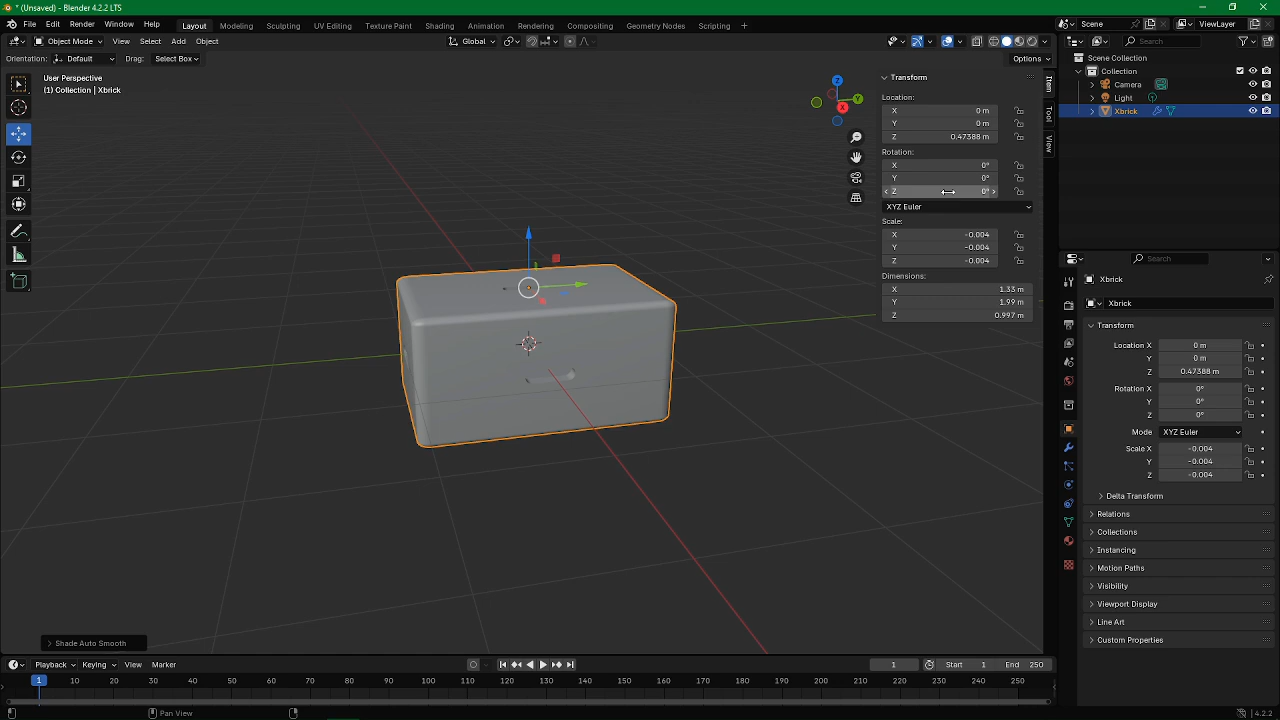 * (Unsaved) - Blender 4.2.2 LTS
File Edit Render Window Help Layout Modeling Sculpting UV Editing Texture Paint Shading Animation Rendering Compositing Geometry Nodes Scripting + Scene ViewLayer
Object Mode View Select Add Object Global Search
Orientation: Default Drag: Select Box Options
Scene Collection
Collection
Camera
Light
Xbrick
User Perspective
(1) Collection | Xbrick
Z
Y
X
Transform
Location:
X 0 m
Y 0 m
Z 0.47388 m
Rotation:
X 0°
Y 0°
Z 0°
XYZ Euler
Scale:
X -0.004
Y -0.004
Z -0.004
Dimensions:
X 1.33 m
Y 1.99 m
Z 0.997 m
Item
Tool
View
Search
Xbrick
Xbrick
Transform
Location X 0 m
Y 0 m
Z 0.47388 m
Rotation X 0°
Y 0°
Z 0°
Mode XYZ Euler
Scale X -0.004
Y -0.004
Z -0.004
Delta Transform
Relations
Collections
Instancing
Motion Paths
Visibility
Viewport Display
Line Art
Custom Properties
Shade Auto Smooth
Playback Keying View Marker 1 Start 1 End 250
1 10 20 30 40 50 60 70 80 90 100 110 120 130 140 150 160 170 180 190 200 210 220 230 240 250
Pan View 4.2.2